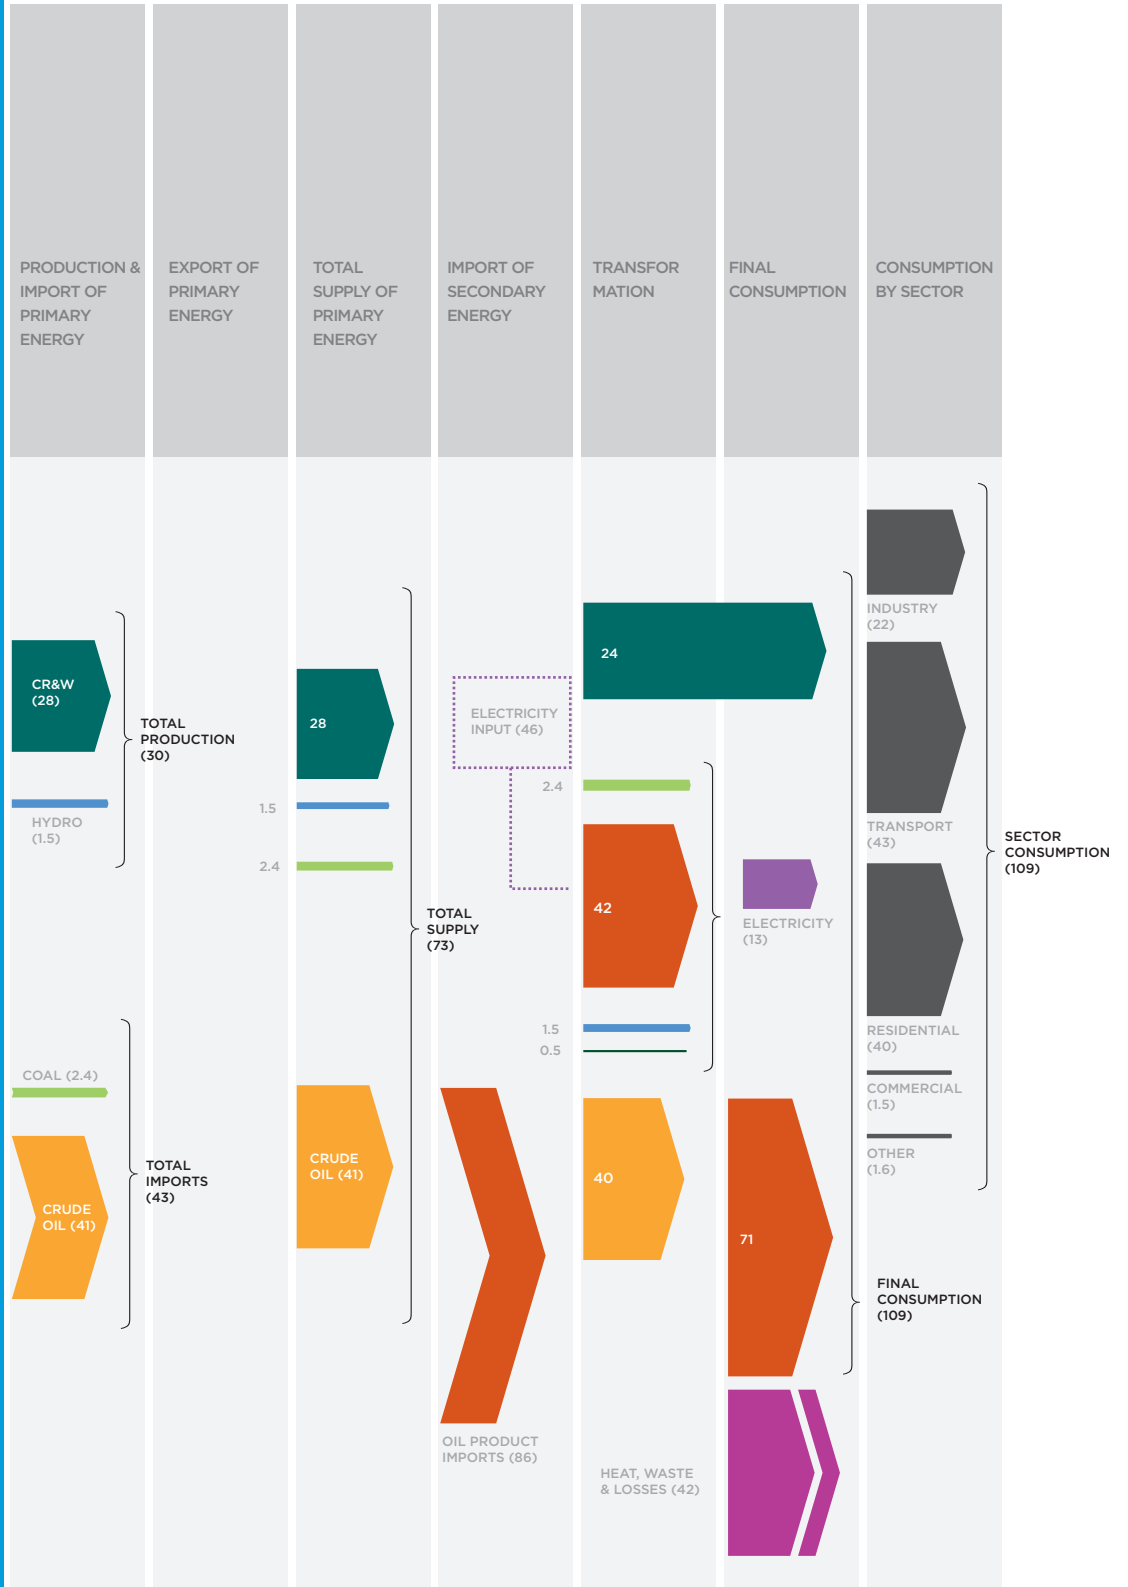 PRODUCTION &
IMPORT OF
PRIMARY
ENERGY
EXPORT OF
PRIMARY
ENERGY
TOTAL
SUPPLY OF
PRIMARY
ENERGY
IMPORT OF
SECONDARY
ENERGY
TRANSFOR
MATION
FINAL
CONSUMPTION
CONSUMPTION
BY SECTOR
CR&W
(28)
TOTAL
PRODUCTION
(30)
HYDRO
(1.5)
COAL (2.4)
CRUDE
OIL (41)
TOTAL
IMPORTS
(43)
28
1.5
2.4
CRUDE
OIL (41)
TOTAL
SUPPLY
(73)
ELECTRICITY
INPUT (46)
OIL PRODUCT
IMPORTS (86)
24
2.4
42
1.5
0.5
40
HEAT, WASTE
& LOSSES (42)
ELECTRICITY
(13)
71
FINAL
CONSUMPTION
(109)
INDUSTRY
(22)
TRANSPORT
(43)
RESIDENTIAL
(40)
COMMERCIAL
(1.5)
OTHER
(1.6)
SECTOR
CONSUMPTION
(109)